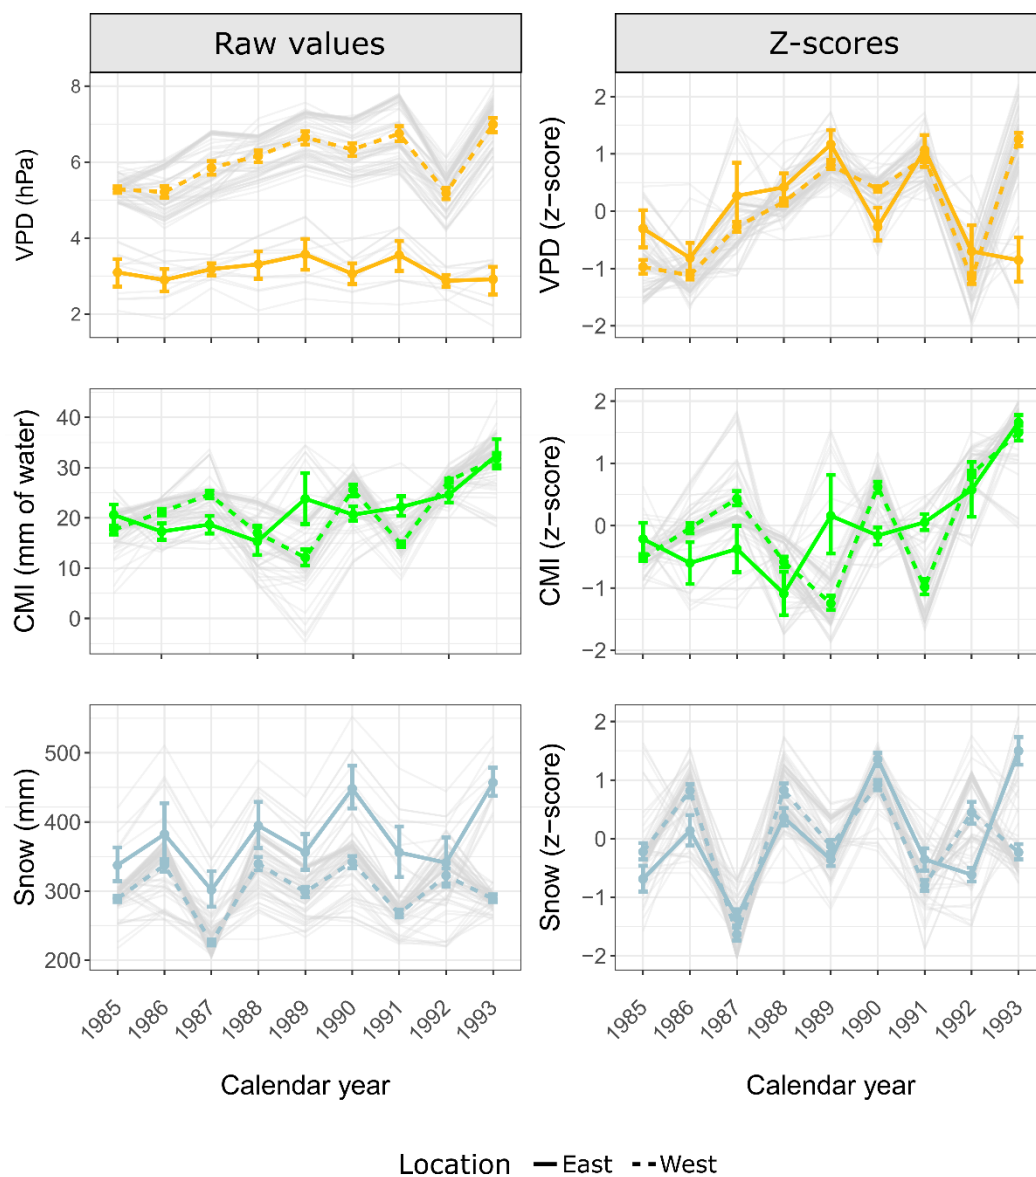 Raw values
Z-scores
VPD (hPa)
8
6
4
2
VPD (z-score)
2
1
0
−1
−2
CMI (mm of water)
40
30
20
10
0
CMI (z-score)
2
1
0
−1
−2
Snow (mm)
500
400
300
200
Snow (z-score)
2
1
0
−1
−2
1985 1986 1987 1988 1989 1990 1991 1992 1993
1985 1986 1987 1988 1989 1990 1991 1992 1993
Calendar year
Calendar year
Location East West